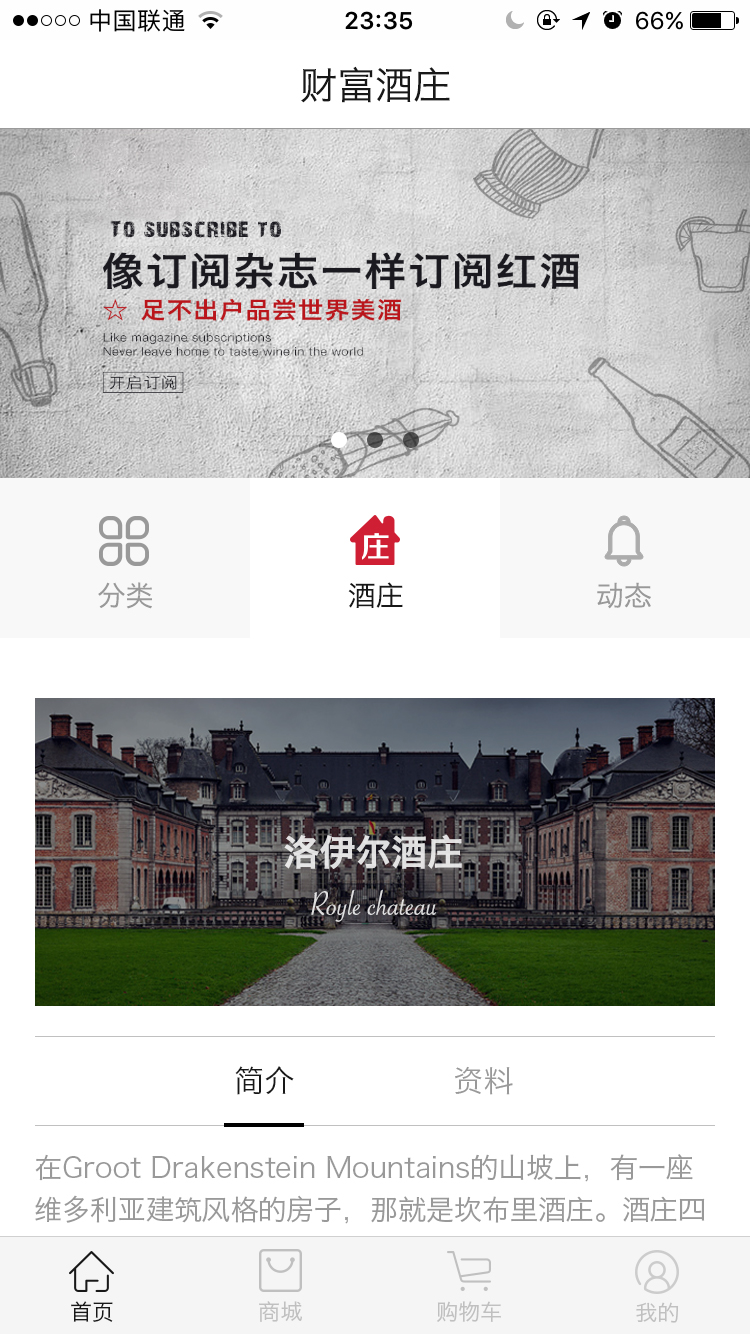 中国联通
23:35
66%
财富酒庄
TO SUBSCRIBE TO
像订阅杂志一样订阅红酒
☆ 足不出户品尝世界美酒
Like magazine subscriptions
Never leave home to taste wine in the world
开启订阅
庄
分类
酒庄
动态
洛伊尔酒庄
Royle chateau
简介
资料
在Groot Drakenstein Mountains的山坡上，有一座
维多利亚建筑风格的房子，那就是坎布里酒庄。酒庄四
首页
商城
购物车
我的